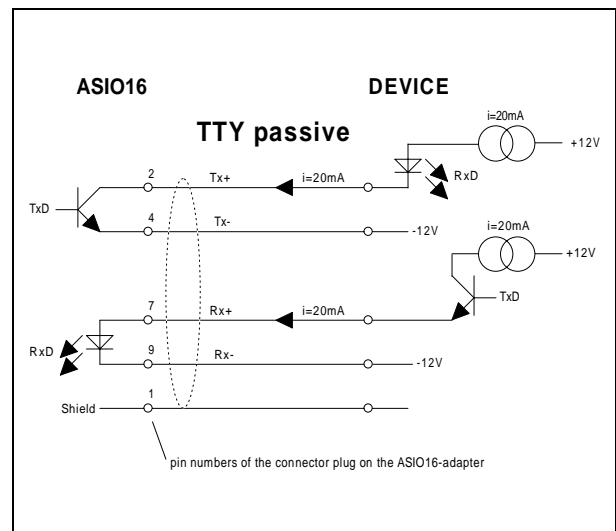 ASIO16
DEVICE
TTY passive
i=20mA
+12V
RxD
2
Tx+
i=20mA
TxD
4
Tx-
-12V
i=20mA
+12V
TxD
7
Rx+
i=20mA
RxD
9
Rx-
-12V
1
Shield
pin numbers of the connector plug on the ASIO16-adapter